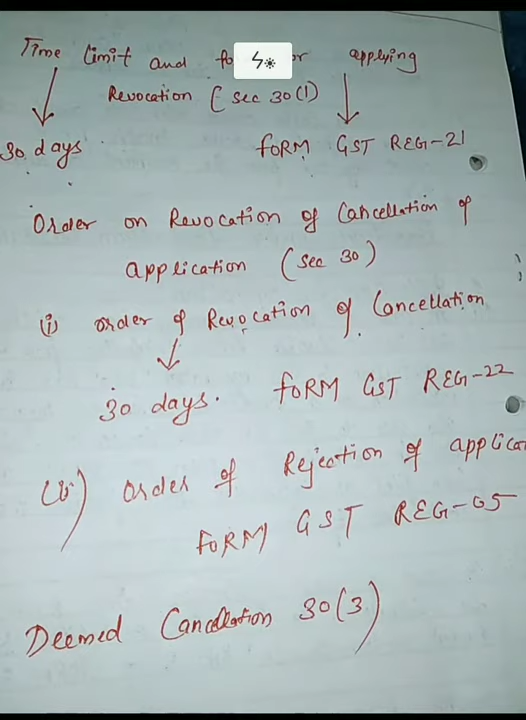 Time limit and applying
Revocation (sec 30(1)
30 days FORM GST REG-21
Order on Revocation of Cancellation of
application (sec 30)
(i) order of Revocation of Cancellation
30 days. FORM GST REG-22
(ii) order of Rejection of applica
FORM GST REG-05
Deemed Cancellation 30(3)